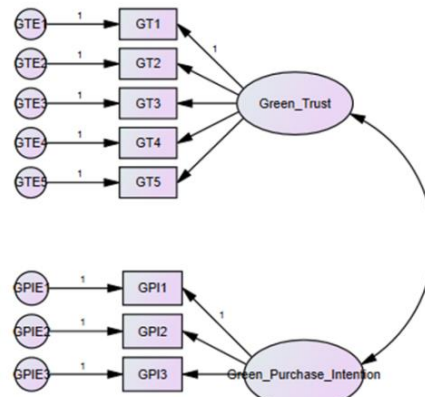 GTE1 1 GT1
GTE2 1 GT2 1
GTE3 1 GT3 Green_Trust
GTE4 1 GT4
GTE5 1 GT5
GPIE1 1 GPI1
GPIE2 1 GPI2 1
GPIE3 1 GPI3 Green_Purchase_Intention